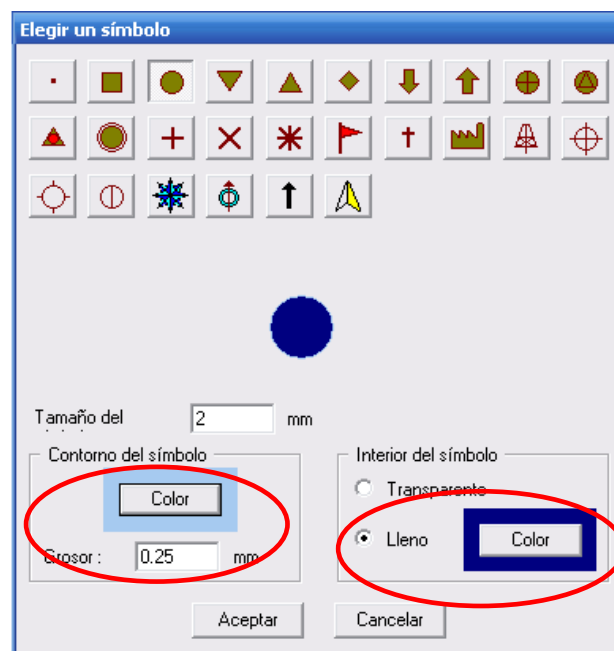 Elegir un símbolo
Tamaño del
2
mm
Contorno del símbolo
Color
Grosor :
0.25
mm
Interior del símbolo
Transparente
Lleno
Color
Aceptar
Cancelar